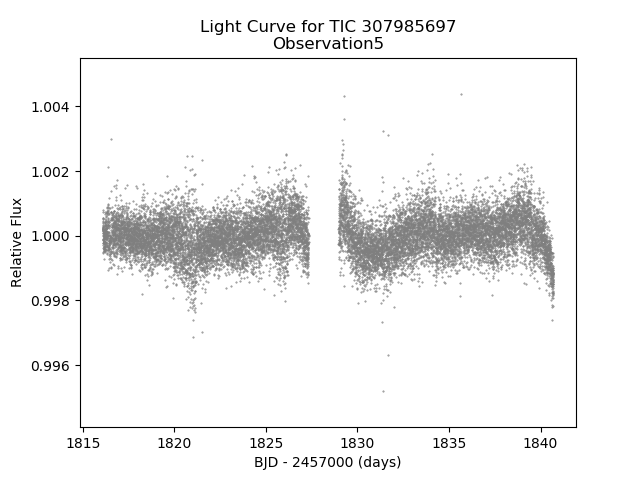 Light Curve for TIC 307985697
Observation5
1.004
1.002
1.000
0.998
0.996
Relative Flux
1815
1820
1825
1830
1835
1840
BJD - 2457000 (days)